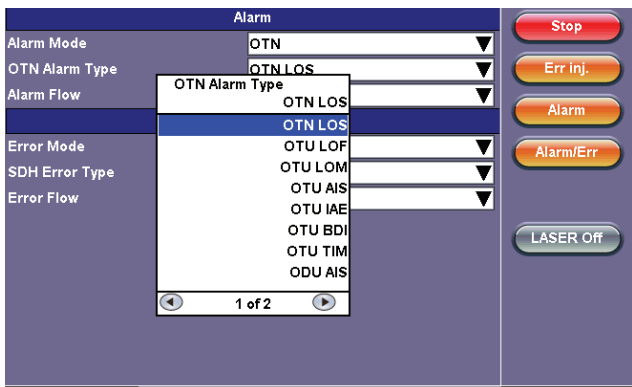 Alarm
Alarm Mode OTN
OTN Alarm Type OTN LOS
Alarm Flow
OTN Alarm Type
OTN LOS
OTN LOS
OTU LOF
OTU LOM
OTU AIS
OTU IAE
OTU BDI
OTU TIM
ODU AIS
1 of 2
Error Mode
SDH Error Type
Error Flow
Stop
Err inj.
Alarm
Alarm/Err
LASER Off